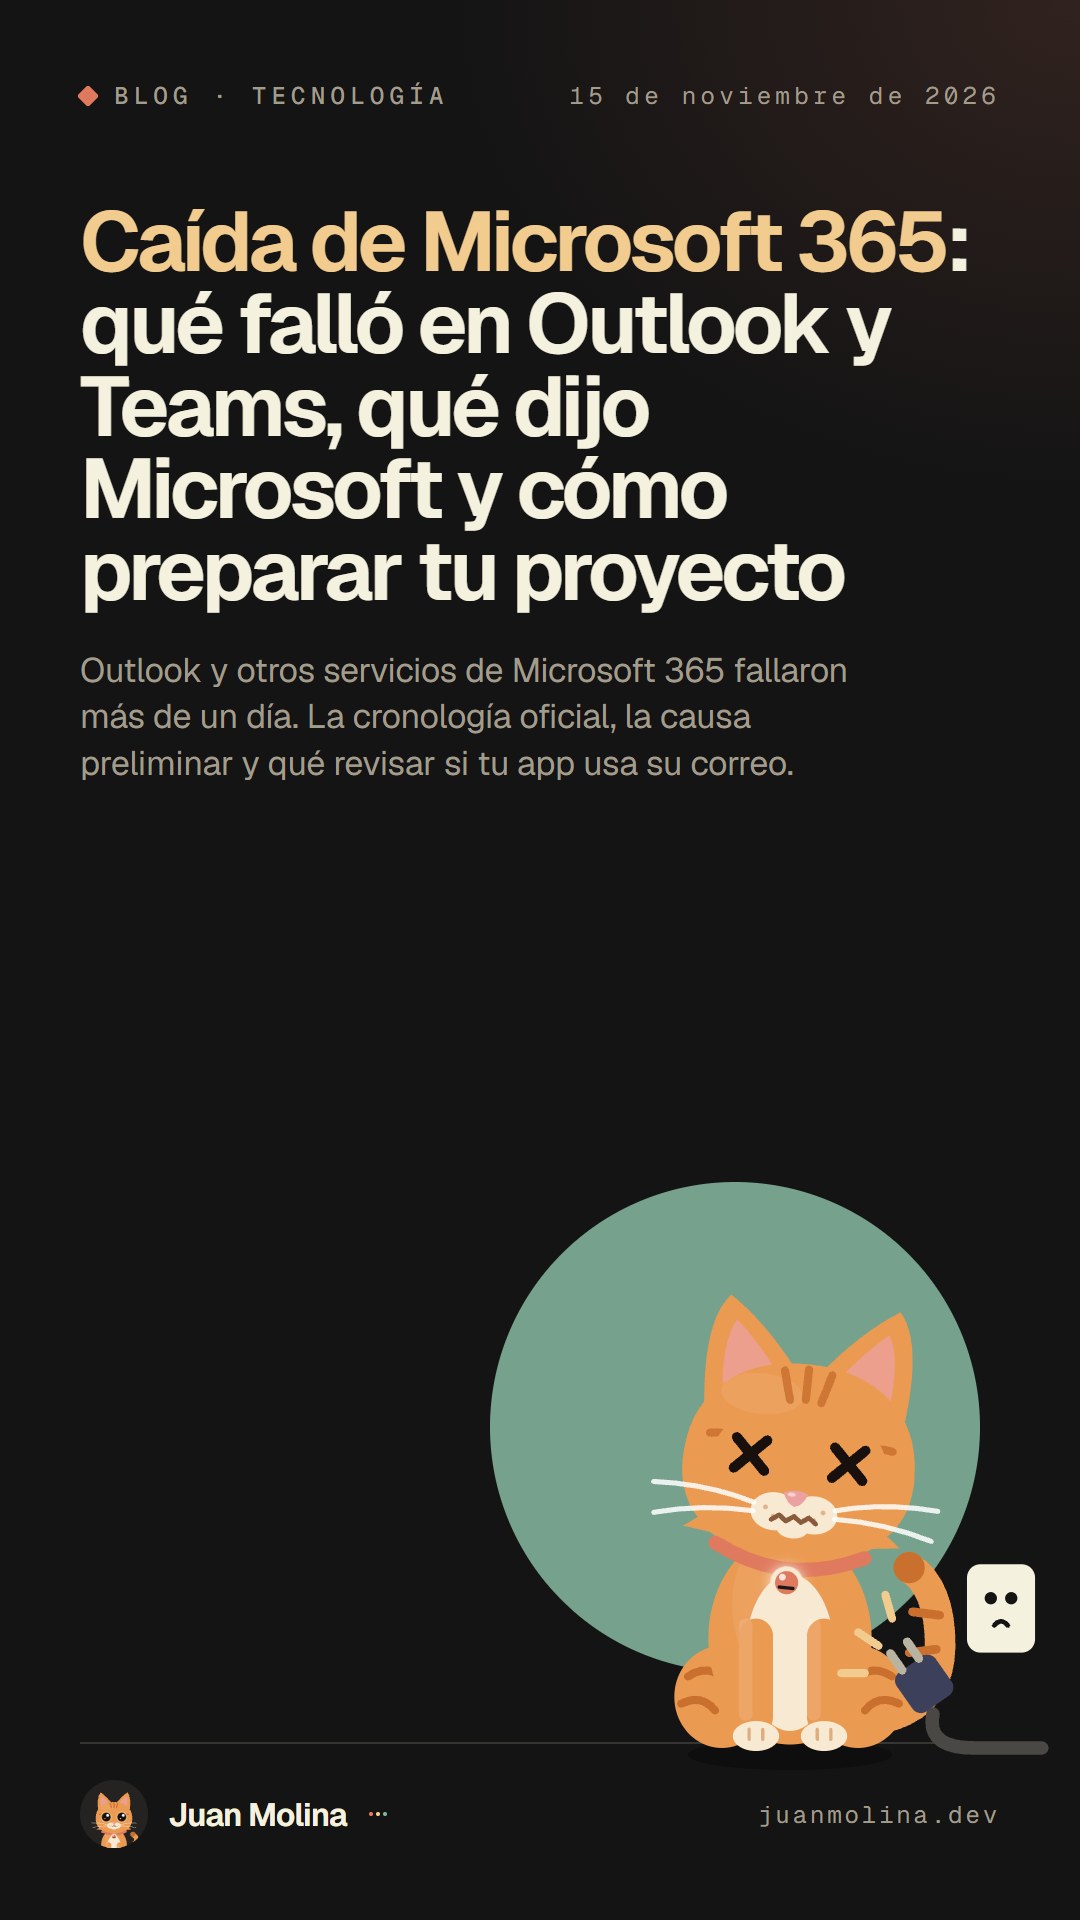 BLOG · TECNOLOGÍA
15 de noviembre de 2026
Caída de Microsoft 365:
qué falló en Outlook y
Teams, qué dijo
Microsoft y cómo
preparar tu proyecto
Outlook y otros servicios de Microsoft 365 fallaron
más de un día. La cronología oficial, la causa
preliminar y qué revisar si tu app usa su correo.
Juan Molina
juanmolina.dev